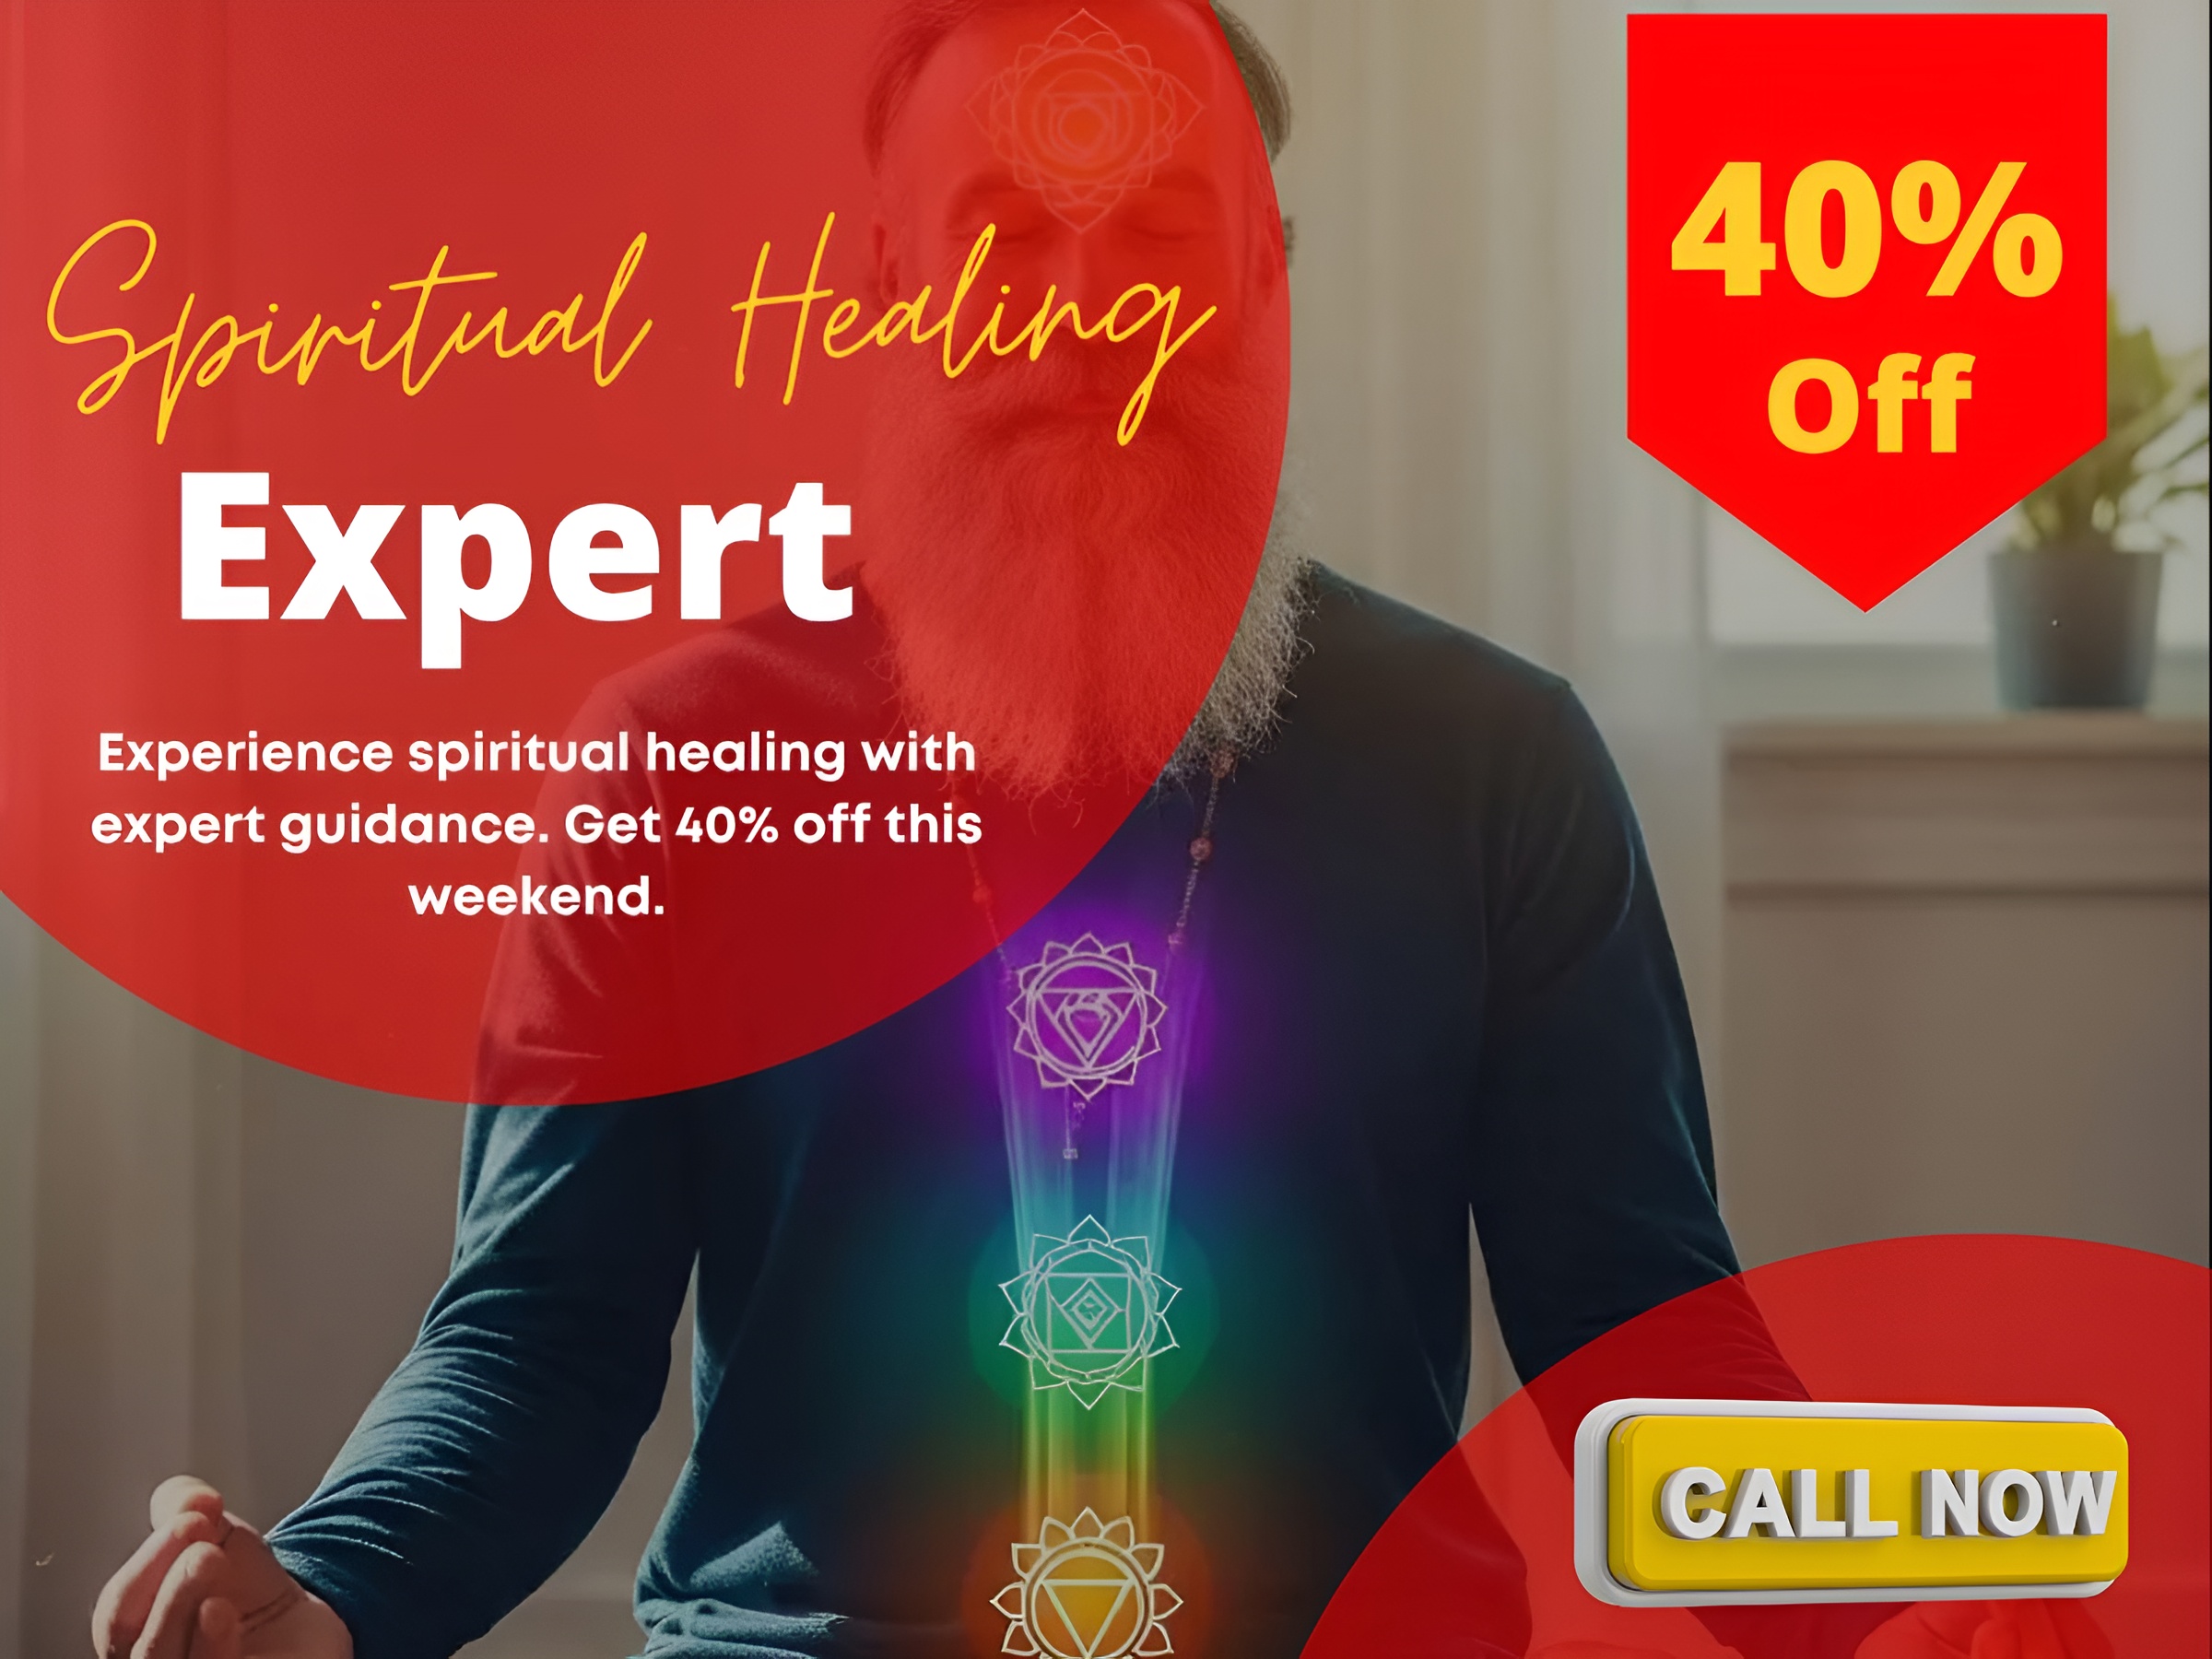 Spiritual Healing
Expert
Experience spiritual healing with
expert guidance. Get 40% off this
weekend.
40%
Off
CALL NOW